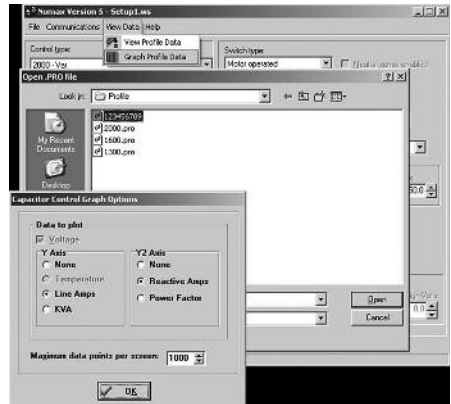 Nomax Version 5 - Setup1.ws
File Communications View Data Help
View Profile Data
Graph Profile Data
Control type:
2000 - Var
Switch type:
Motor operated
Open .PRO file
Look in: Profile
My Recent Documents
Desktop
123456789
2000.pro
1600.pro
1300.pro
Open
Cancel
Capacitor Control Graph Options
Data to plot
Voltage
Y Axis
None
Temperature
Line Amps
KVA
Y2 Axis
None
Reactive Amps
Power Factor
Maximum data points per screen: 1000
OK